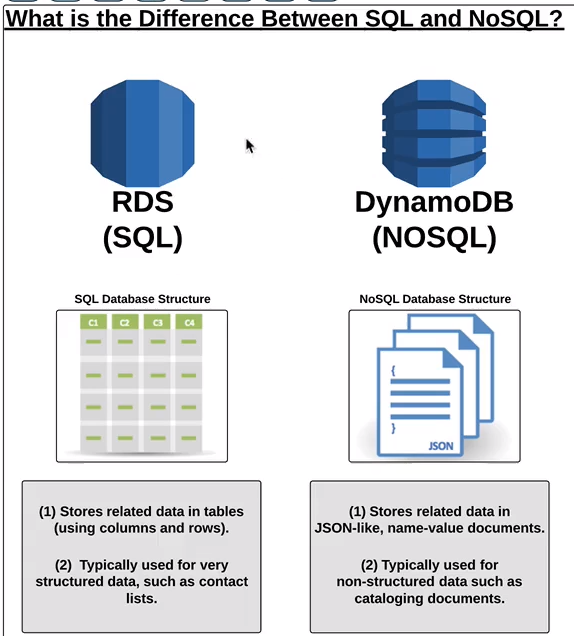 What is the Difference Between SQL and NoSQL?
RDS
(SQL)
DynamoDB
(NOSQL)
SQL Database Structure
C1 C2 C3 C4
NoSQL Database Structure
{
}
JSON
(1) Stores related data in tables
(using columns and rows).
(2) Typically used for very
structured data, such as contact
lists.
(1) Stores related data in
JSON-like, name-value documents.
(2) Typically used for
non-structured data such as
cataloging documents.